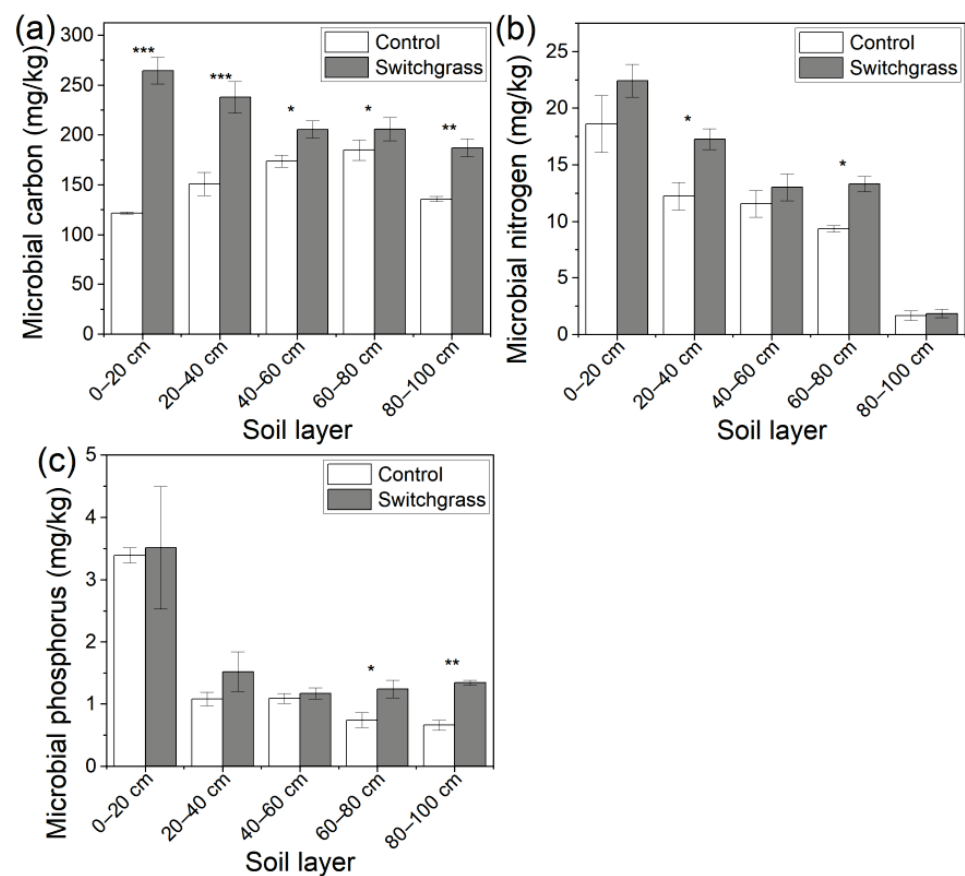 (a)
Microbial carbon (mg/kg)
300
250
200
150
100
50
0
Control
Switchgrass
***
***
*
*
**
0–20 cm
20–40 cm
40–60 cm
60–80 cm
80–100 cm
Soil layer
(b)
Microbial nitrogen (mg/kg)
25
20
15
10
5
0
Control
Switchgrass
*
*
0–20 cm
20–40 cm
40–60 cm
60–80 cm
80–100 cm
Soil layer
(c)
Microbial phosphorus (mg/kg)
5
4
3
2
1
0
Control
Switchgrass
*
**
0–20 cm
20–40 cm
40–60 cm
60–80 cm
80–100 cm
Soil layer